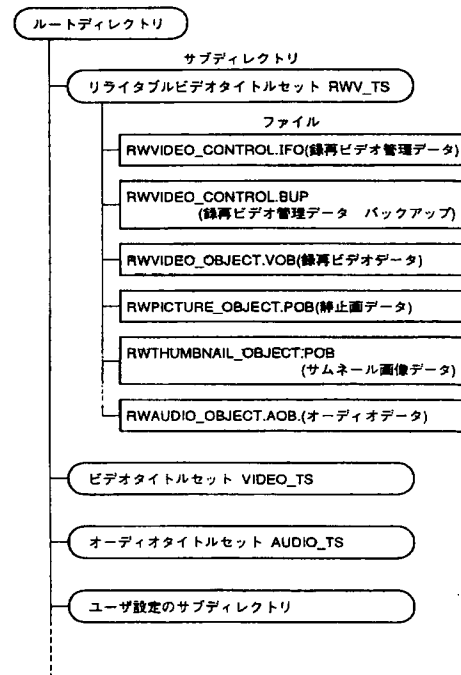 ルートディレクトリ
サブディレクトリ
リライタブルビデオタイトルセット RWV_TS
ファイル
RWVIDEO_CONTROL.IFO(録再ビデオ管理データ)
RWVIDEO_CONTROL.BUP
(録再ビデオ管理データ バックアップ)
RWVIDEO_OBJECT.VOB(録再ビデオデータ)
RWPICTURE_OBJECT.POB(静止画データ)
RWTHUMBNAIL_OBJECT.POB
(サムネール画像データ)
RWAUDIO_OBJECT.AOB.(オーディオデータ)
ビデオタイトルセット VIDEO_TS
オーディオタイトルセット AUDIO_TS
ユーザ設定のサブディレクトリ